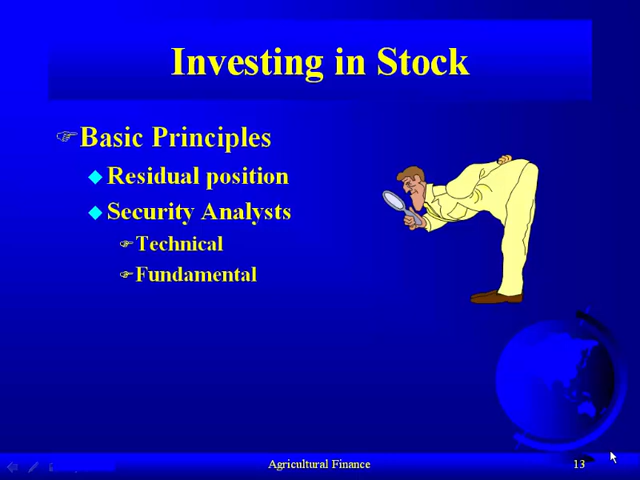 Investing in Stock
Basic Principles
Residual position
Security Analysts
Technical
Fundamental
Agricultural Finance
13